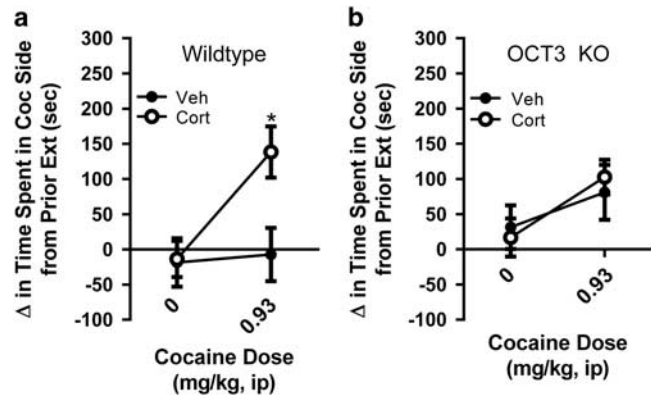 a
Δ in Time Spent in Coc Side
from Prior Ext (sec)
300
250
200
150
100
50
0
-50
-100
Wildtype
Veh
Cort
*
0
0.93
Cocaine Dose
(mg/kg, ip)
b
Δ in Time Spent in Coc Side
from Prior Ext (sec)
300
250
200
150
100
50
0
-50
-100
OCT3 KO
Veh
Cort
0
0.93
Cocaine Dose
(mg/kg, ip)